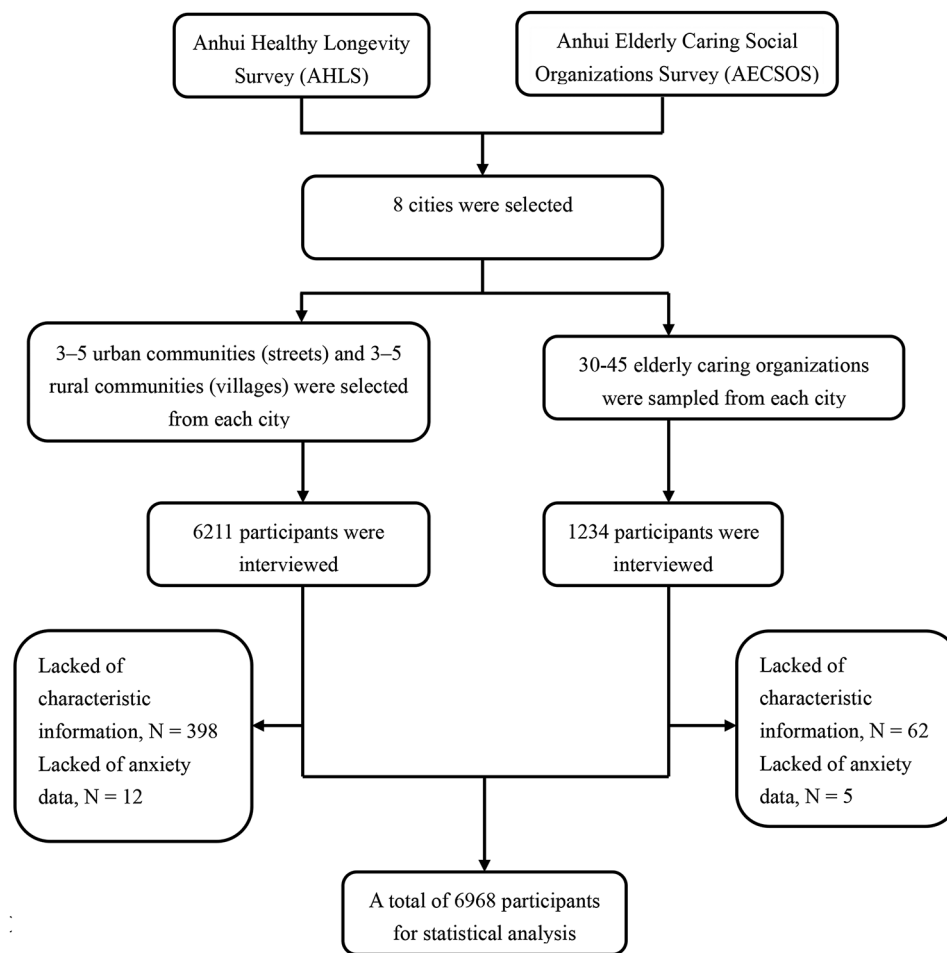 Anhui Healthy Longevity
Survey (AHLS)
Anhui Elderly Caring Social
Organizations Survey (AECSOS)
8 cities were selected
3–5 urban communities (streets) and 3–5
rural communities (villages) were selected
from each city
30-45 elderly caring organizations
were sampled from each city
6211 participants were
interviewed
1234 participants were
interviewed
Lacked of
characteristic
information, N = 398
Lacked of anxiety
data, N = 12
Lacked of
characteristic
information, N = 62
Lacked of anxiety
data, N = 5
A total of 6968 participants
for statistical analysis